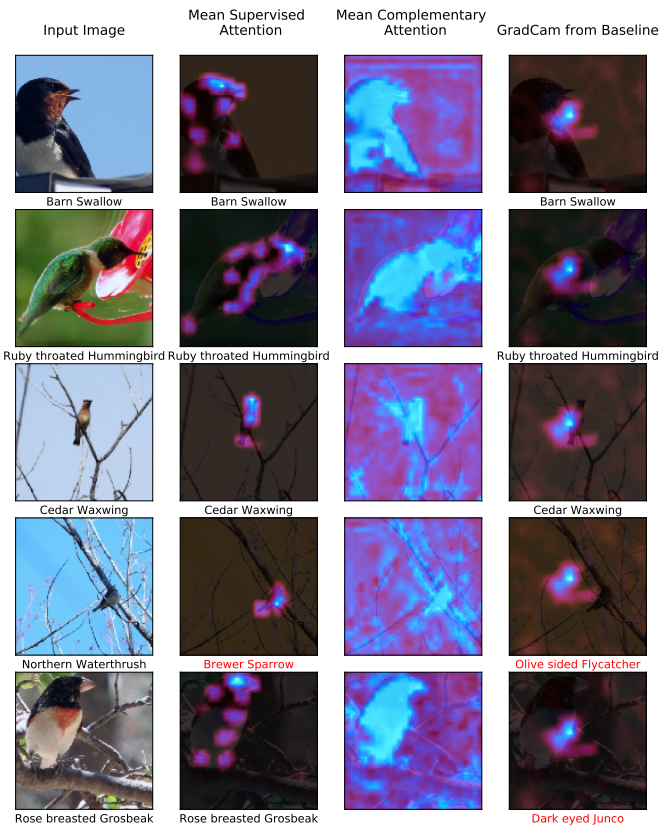 Input Image
Mean Supervised
Attention
Mean Complementary
Attention
GradCam from Baseline
Barn Swallow
Barn Swallow
Barn Swallow
Ruby throated Hummingbird
Ruby throated Hummingbird
Ruby throated Hummingbird
Cedar Waxwing
Cedar Waxwing
Cedar Waxwing
Northern Waterthrush
Brewer Sparrow
Olive sided Flycatcher
Rose breasted Grosbeak
Rose breasted Grosbeak
Dark eyed Junco